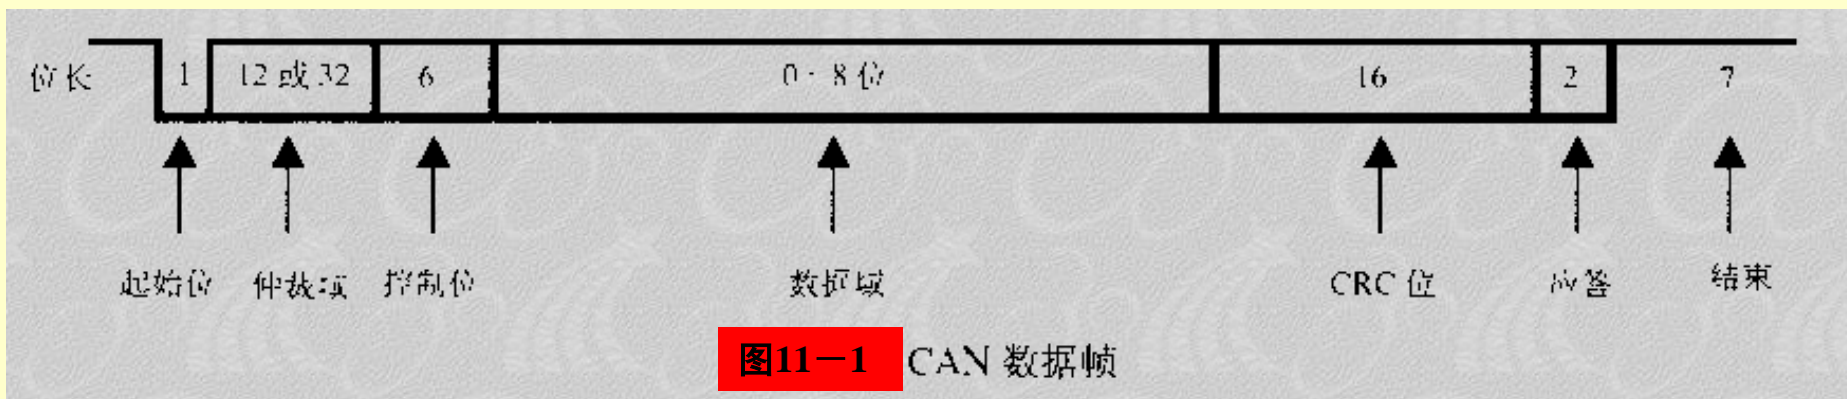 位长 1 12 或 32 6 0 - 8 位 16 2 7
起始位 仲裁项 控制位 数据域 CRC 位 应答 结束
图11－1 CAN 数据帧